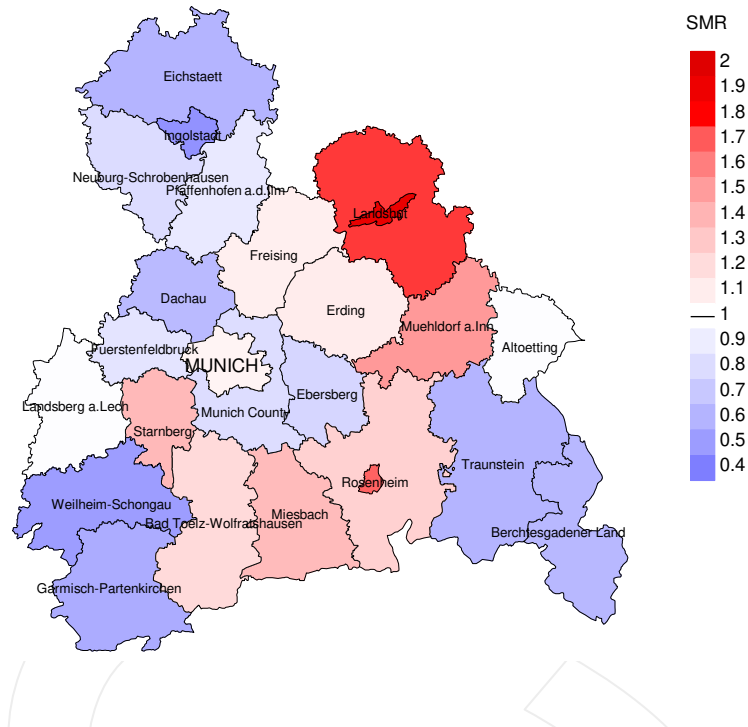 SMR
2
1.9
1.8
1.7
1.6
1.5
1.4
1.3
1.2
1.1
1
0.9
0.8
0.7
0.6
0.5
0.4
Eichstaett
Ingolstadt
Neuburg-Schrobenhausen
Pfaffenhofen a.d.Ilm
Landshut
Freising
Dachau
Erding
Muehldorf a.Inn
Altoetting
Fuerstenfeldbruck
MUNICH
Ebersberg
Landsberg a.Lech
Munich County
Starnberg
Traunstein
Rosenheim
Weilheim-Schongau
Miesbach
Bad Toelz-Wolfratshausen
Berchtesgadener Land
Garmisch-Partenkirchen